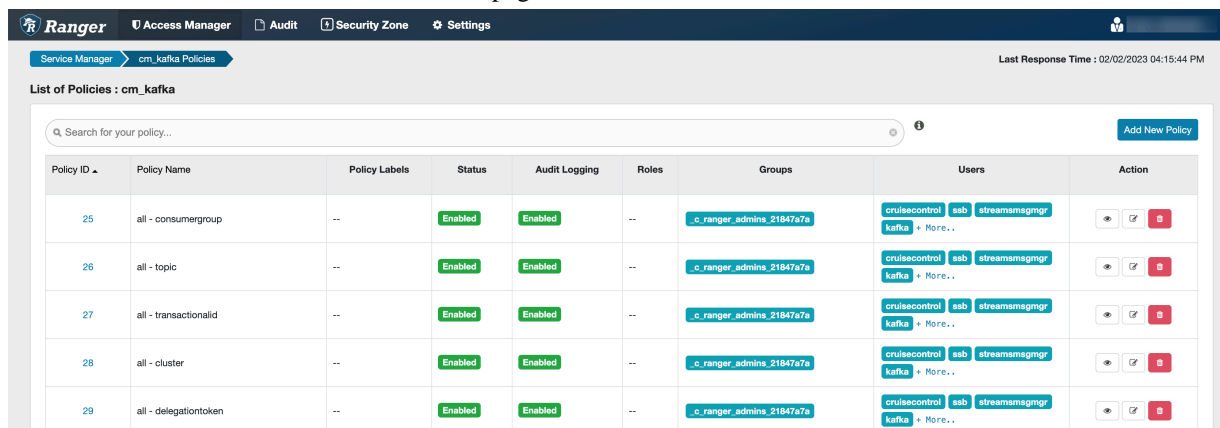 page
Ranger Access Manager Audit Security Zone Settings
Service Manager cm_kafka Policies Last Response Time : 02/02/2023 04:15:44 PM
List of Policies : cm_kafka
Search for your policy... Add New Policy
Policy ID Policy Name Policy Labels Status Audit Logging Roles Groups Users Action
25 all - consumergroup -- Enabled Enabled -- _c_ranger_admins_21847a7a cruisecontrol ssb streamsmsgmgr
kafka + More..
26 all - topic -- Enabled Enabled -- _c_ranger_admins_21847a7a cruisecontrol ssb streamsmsgmgr
kafka + More..
27 all - transactionalid -- Enabled Enabled -- _c_ranger_admins_21847a7a cruisecontrol ssb streamsmsgmgr
kafka + More..
28 all - cluster -- Enabled Enabled -- _c_ranger_admins_21847a7a cruisecontrol ssb streamsmsgmgr
kafka + More..
29 all - delegationtoken -- Enabled Enabled -- _c_ranger_admins_21847a7a cruisecontrol ssb streamsmsgmgr
kafka + More..